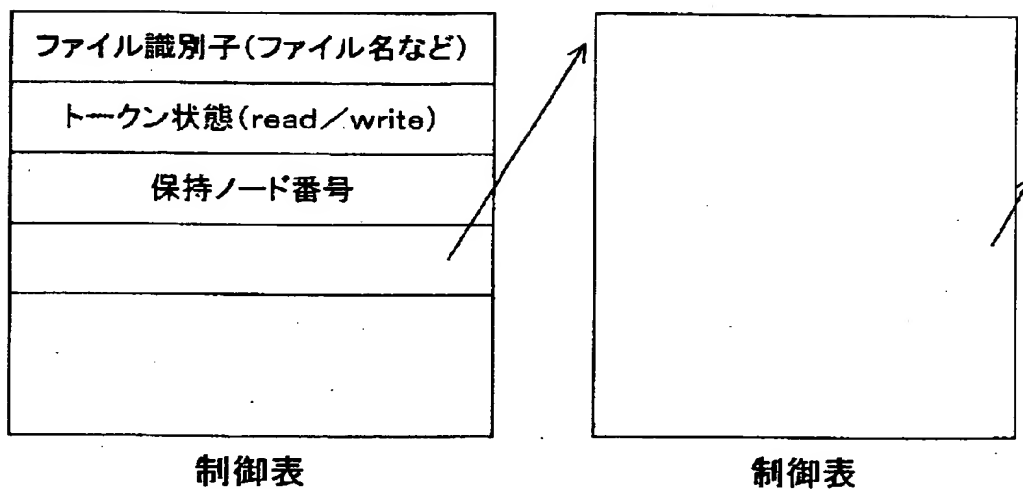 ファイル識別子(ファイル名など)
トークン状態(read/write)
保持ノード番号
制御表
制御表